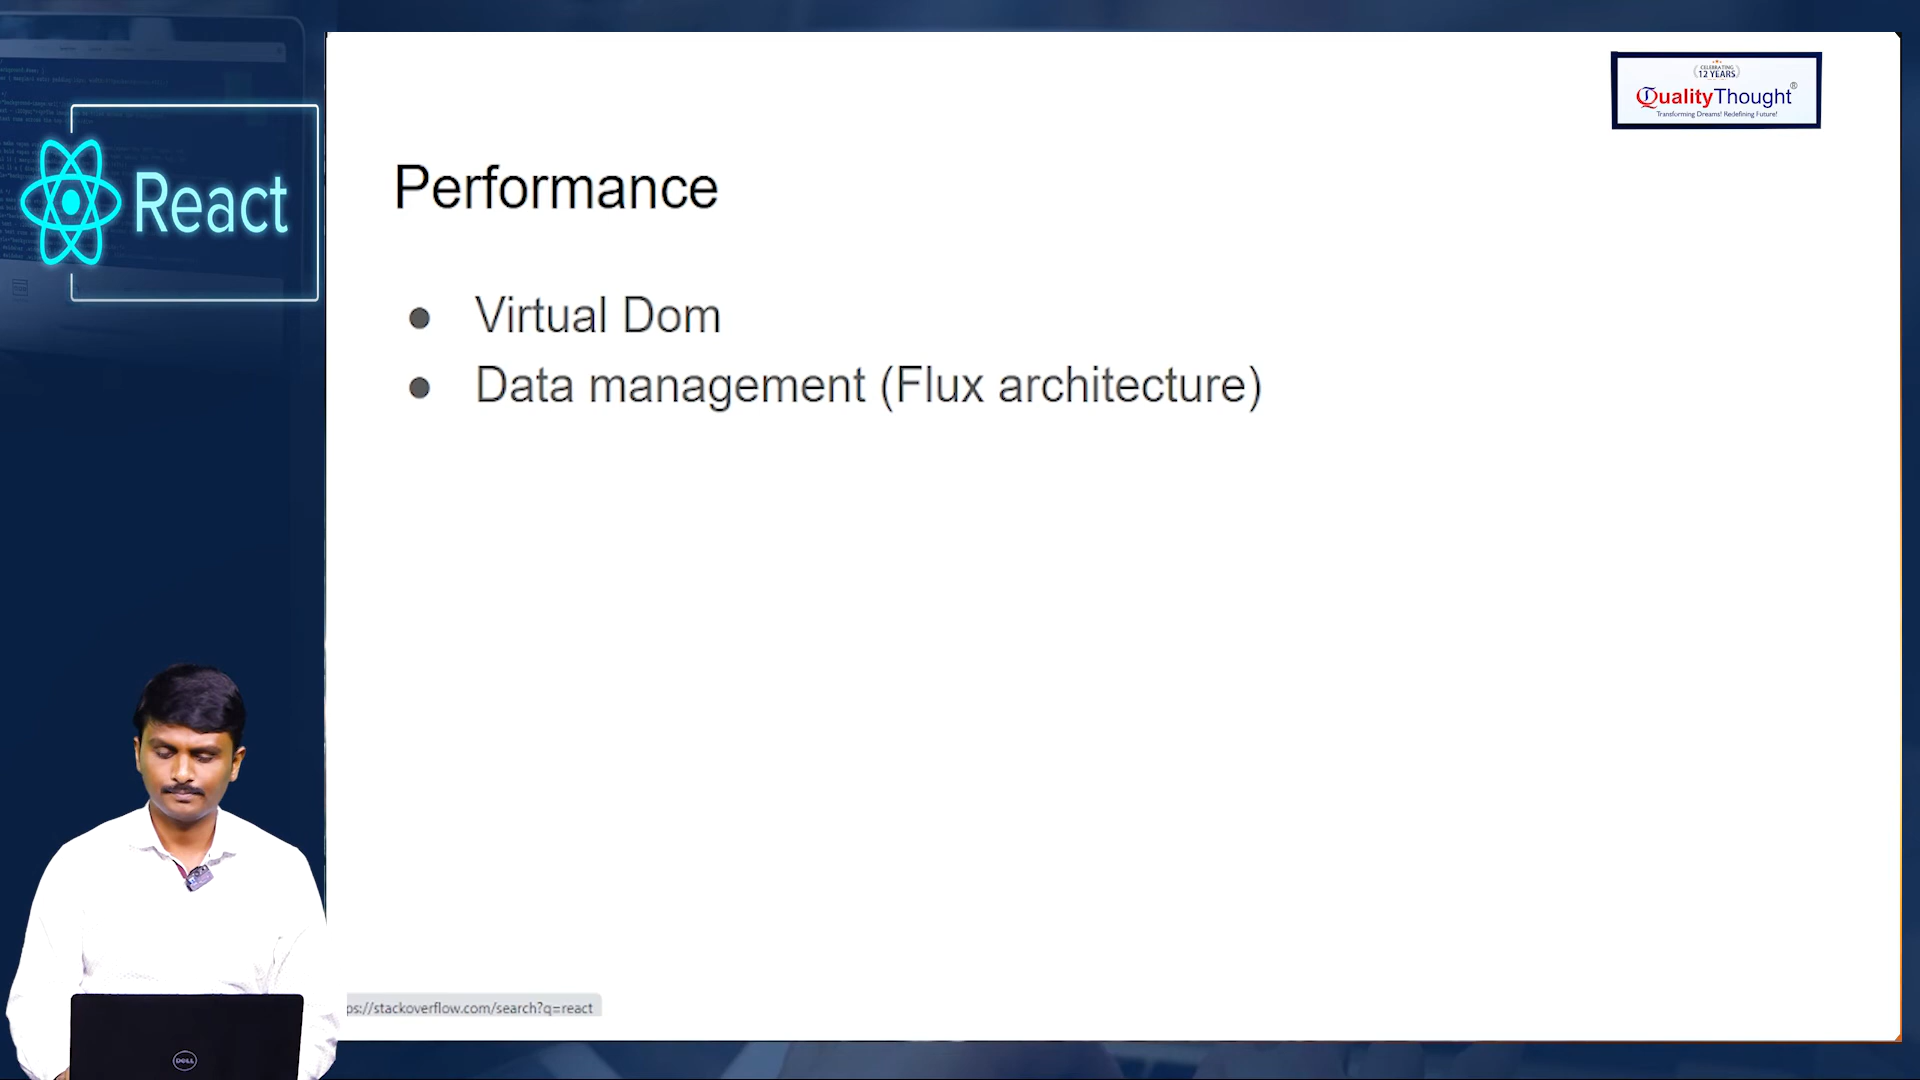 CELEBRATING
12 YEARS
QualityThought®
Transforming Dreams! Redefining Future!
React
Performance
● Virtual Dom
● Data management (Flux architecture)
ps://stackoverflow.com/search?q=react
DELL